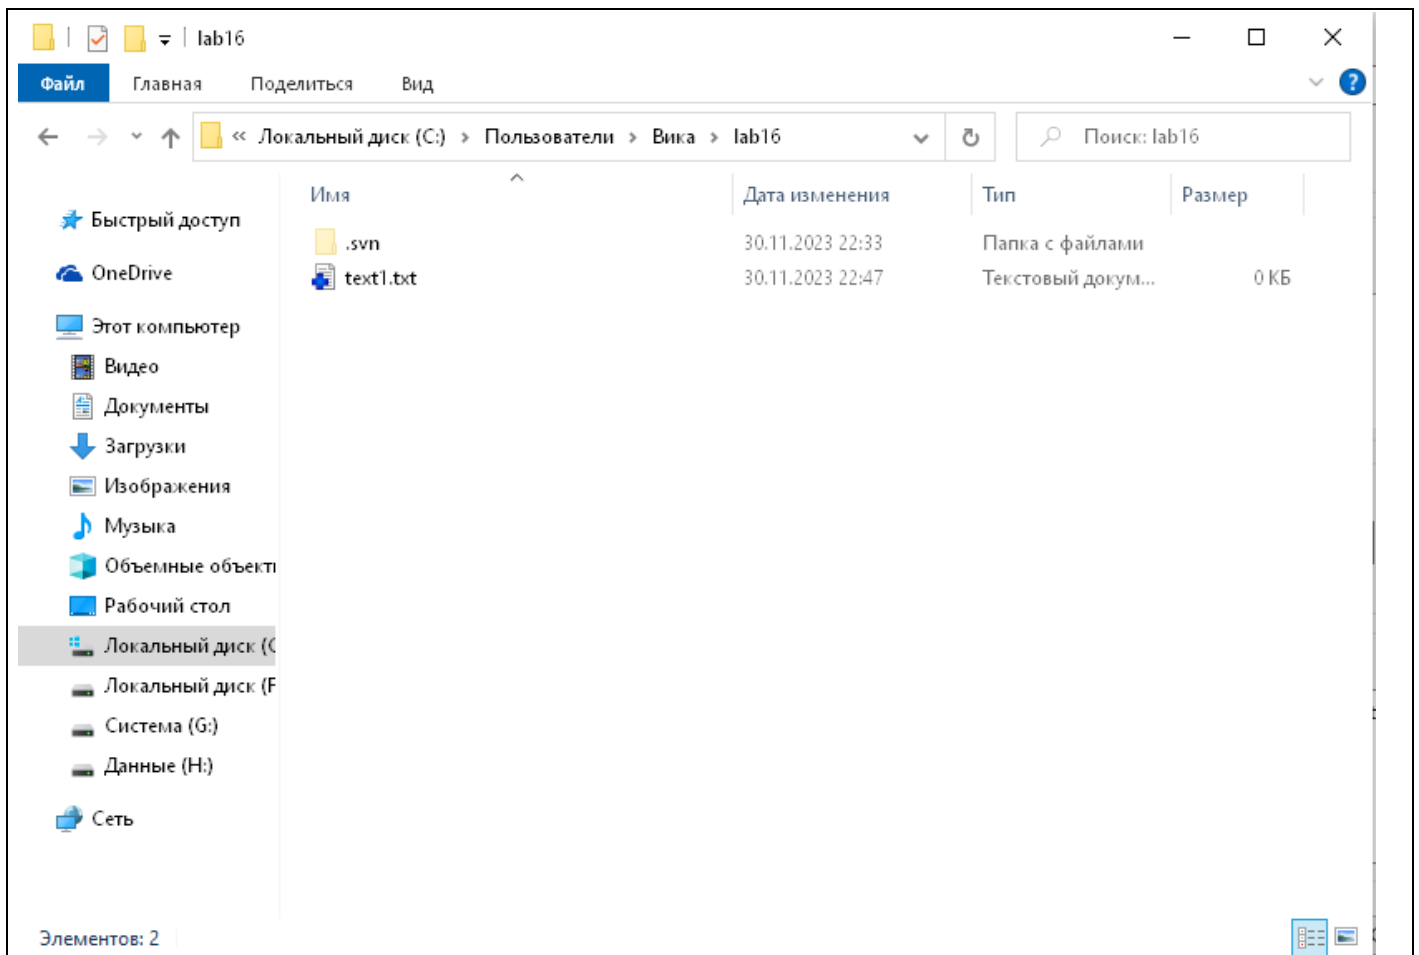 lab16
Файл Главная Поделиться Вид
« Локальный диск (C:) > Пользователи > Вика > lab16 Поиск: lab16
Имя Дата изменения Тип Размер
.svn 30.11.2023 22:33 Папка с файлами
text1.txt 30.11.2023 22:47 Текстовый докум... 0 КБ
Быстрый доступ
OneDrive
Этот компьютер
Видео
Документы
Загрузки
Изображения
Музыка
Объемные объекты
Рабочий стол
Локальный диск (C
Локальный диск (F
Система (G:)
Данные (H:)
Сеть
Элементов: 2